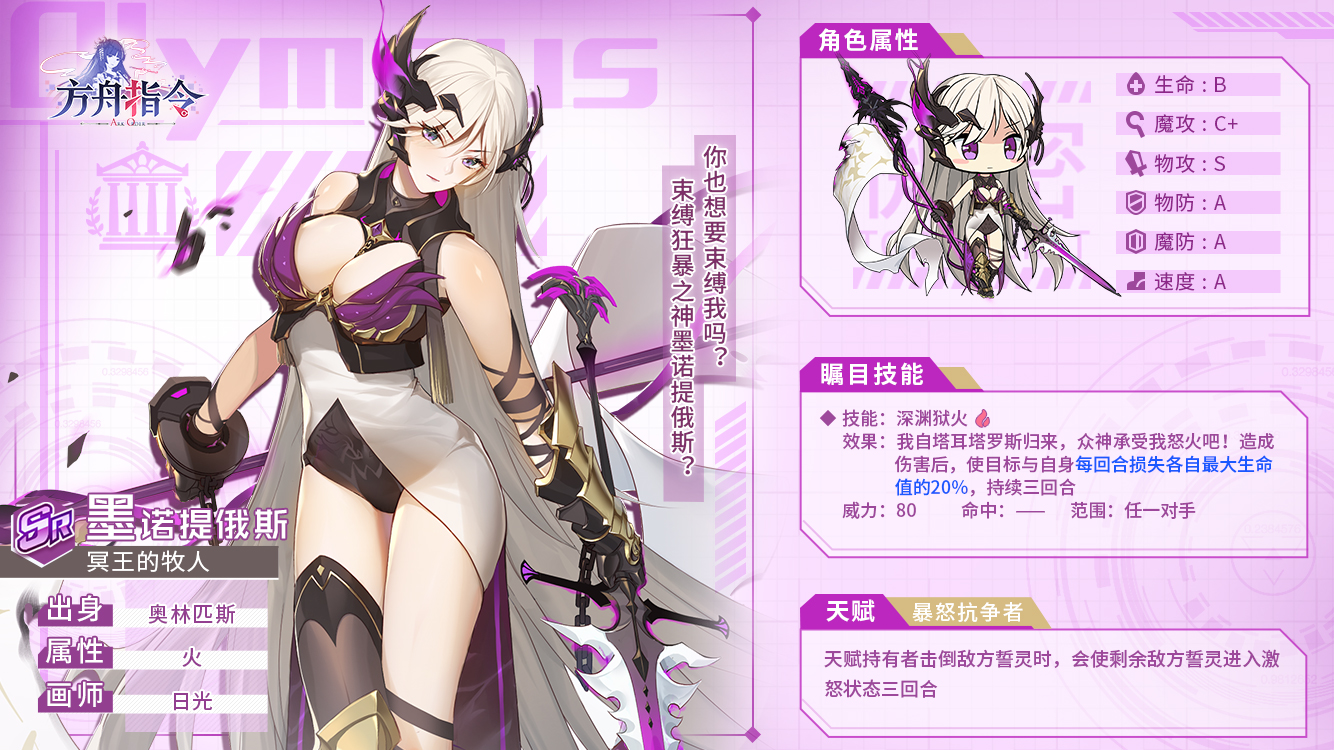 Olympus
方舟指令
ARK ORDER
你也想要束缚我吗？
束缚狂暴之神墨诺提俄斯？
SR
墨诺提俄斯
冥王的牧人
出身 奥林匹斯
属性 火
画师 日光
角色属性
生命：B
魔攻：C+
物攻：S
物防：A
魔防：A
速度：A
瞩目技能
技能：深渊狱火
效果：我自塔耳塔罗斯归来，众神承受我怒火吧！造成
伤害后，使目标与自身每回合损失各自最大生命
值的20%，持续三回合
威力：80 命中：—— 范围：任一对手
天赋 暴怒抗争者
天赋持有者击倒敌方誓灵时，会使剩余敌方誓灵进入激
怒状态三回合